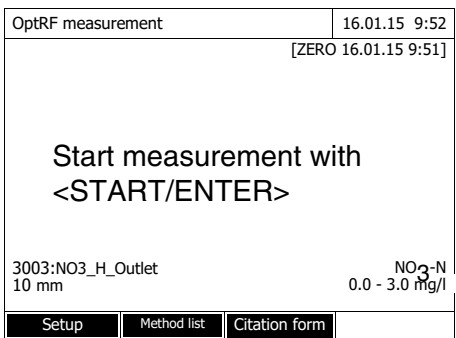 OptRF measurement 16.01.15 9:52
[ZERO 16.01.15 9:51]
Start measurement with
<START/ENTER>
3003:NO3_H_Outlet NO3-N
10 mm 0.0 - 3.0 mg/l
Setup Method list Citation form